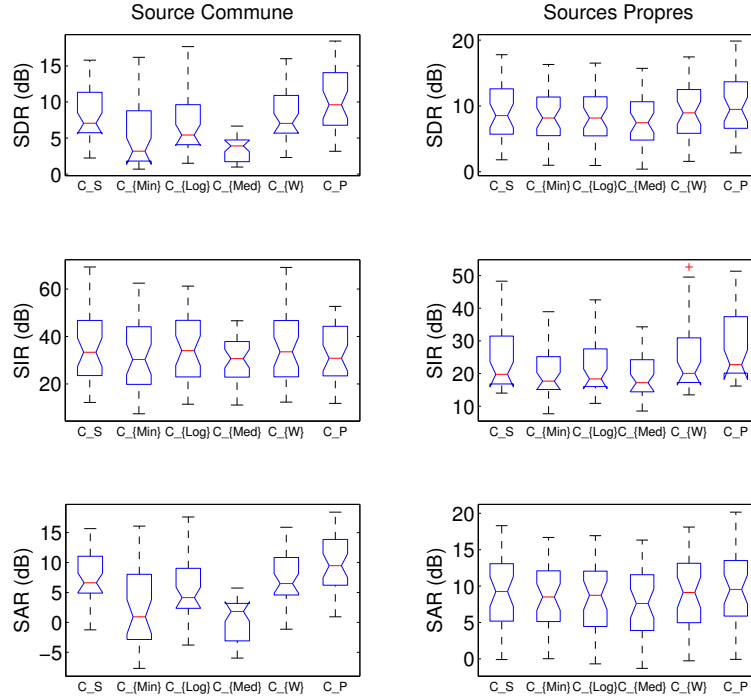 Source Commune
Sources Propres
SDR (dB)
15
10
5
0
C_S C_{Min} C_{Log} C_{Med} C_{W} C_P
SDR (dB)
20
10
0
C_S C_{Min} C_{Log} C_{Med} C_{W} C_P
SIR (dB)
60
40
20
C_S C_{Min} C_{Log} C_{Med} C_{W} C_P
SIR (dB)
50
40
30
20
10
C_S C_{Min} C_{Log} C_{Med} C_{W} C_P
SAR (dB)
15
10
5
0
−5
C_S C_{Min} C_{Log} C_{Med} C_{W} C_P
SAR (dB)
20
15
10
5
0
C_S C_{Min} C_{Log} C_{Med} C_{W} C_P